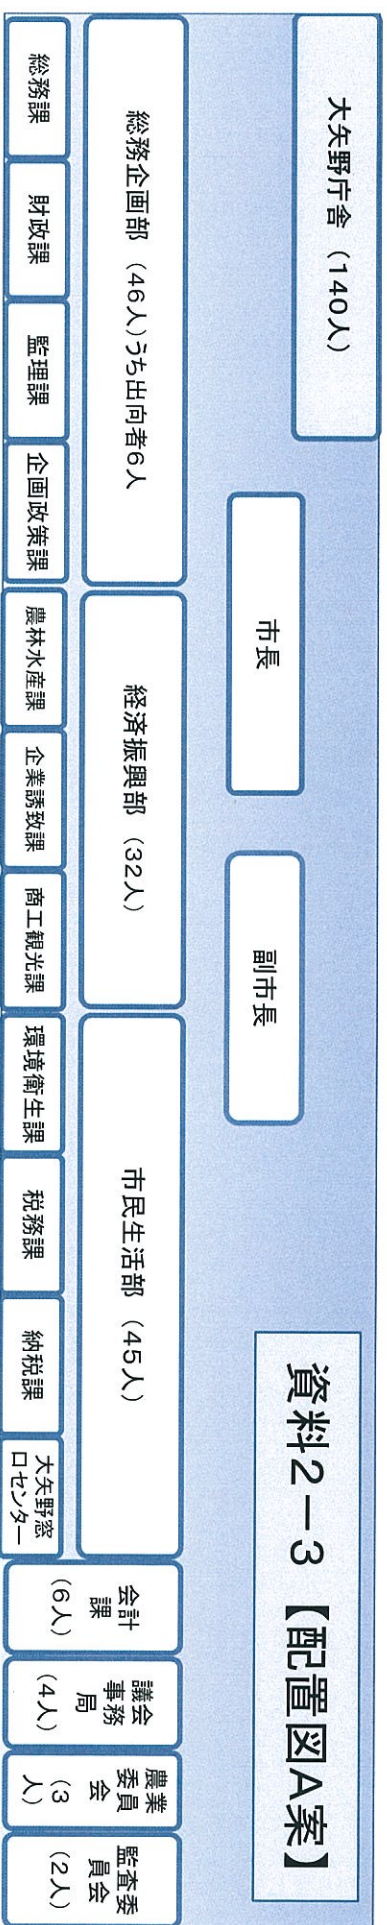 資料2-3 【配置図A案】
大矢野庁舎（140人）
市長
副市長
総務企画部 （46人）うち出向者6人
経済振興部 （32人）
市民生活部 （45人）
総務課
財政課
監理課
企画政策課
農林水産課
企業誘致課
商工観光課
環境衛生課
税務課
納税課
大矢野窓
口センター
会計
課
（6人）
議会
事務
局
（4人）
農業
委員
会
（3
人）
監査委
員会
（2人）